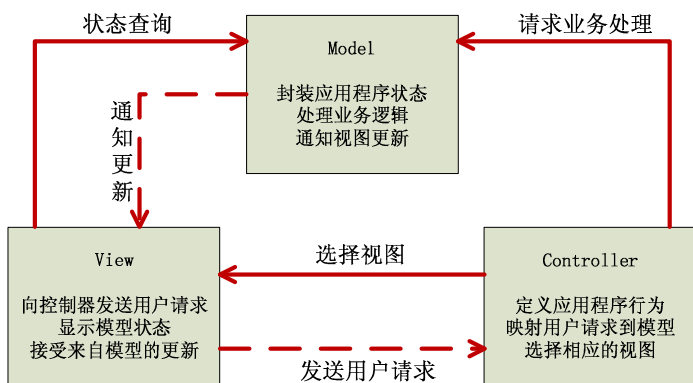 状态查询
请求业务处理
Model
封装应用程序状态
处理业务逻辑
通知视图更新
通知更新
View
向控制器发送用户请求
显示模型状态
接受来自模型的更新
选择视图
发送用户请求
Controller
定义应用程序行为
映射用户请求到模型
选择相应的视图